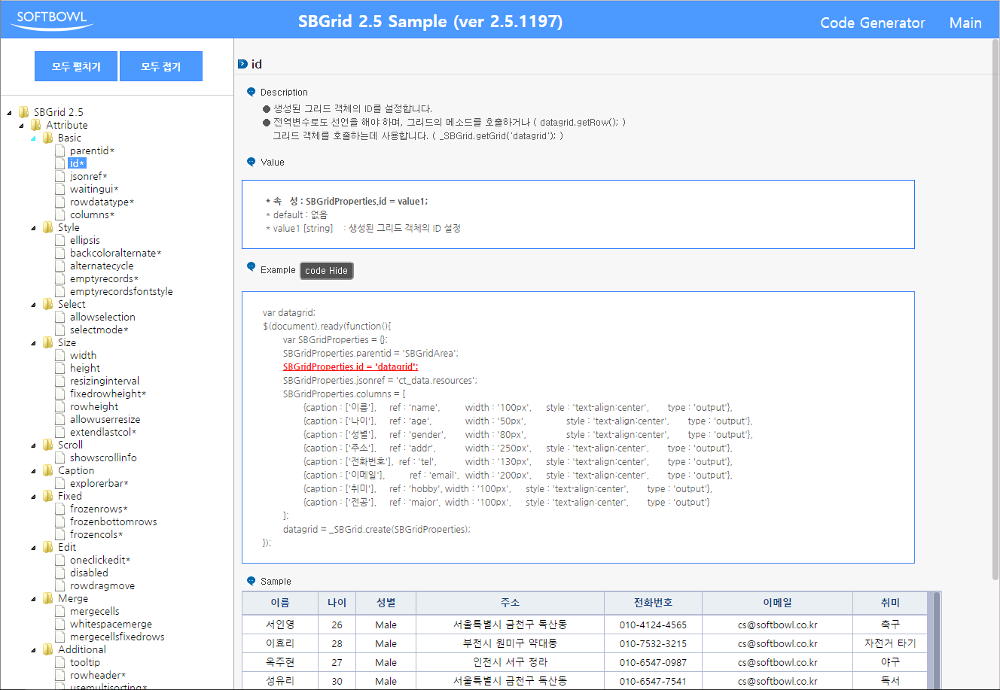 SOFTBOWL
SBGrid 2.5 Sample (ver 2.5.1197)
Code Generator
Main
모두 펼치기
모두 접기
SBGrid 2.5
Attribute
Basic
parentid*
id*
jsonref*
waitingui*
rowdatatype*
columns*
Style
ellipsis
backcoloralternate*
alternatecycle
emptyrecords*
emptyrecordsfontstyle
Select
allowselection
selectmode*
Size
width
height
resizinginterval
fixedrowheight*
rowheight
allowuserresize
extendlastcol*
Scroll
showscrollinfo
Caption
explorerbar*
Fixed
frozenrows*
frozenbottomrows
frozencols*
Edit
oneclickedit*
disabled
rowdragmove
Merge
mergecells
whitespacemerge
mergecellsfixedrows
Additional
tooltip
rowheader*
usemultisorting*
id
Description
● 생성된 그리드 객체의 ID를 설정합니다.
● 전역변수로도 선언을 해야 하며, 그리드의 메소드를 호출하거나 ( datagrid.getRow(); )
그리드 객체를 호출하는데 사용합니다. ( _SBGrid.getGrid('datagrid'); )
Value
* 속 성 : SBGridProperties.id = value1;
* default : 없음
* value1 [string] : 생성된 그리드 객체의 ID 설정
Example code Hide
var datagrid;
$(document).ready(function(){
var SBGridProperties = {};
SBGridProperties.parentid = 'SBGridArea';
SBGridProperties.id = 'datagrid';
SBGridProperties.jsonref = 'ct_data.resources';
SBGridProperties.columns = [
{caption : ['이름'], ref : 'name', width : '100px', style : 'text-align:center', type : 'output'},
{caption : ['나이'], ref : 'age', width : '50px', style : 'text-align:center', type : 'output'},
{caption : ['성별'], ref : 'gender', width : '80px', style : 'text-align:center', type : 'output'},
{caption : ['주소'], ref : 'addr', width : '250px', style : 'text-align:center', type : 'output'},
{caption : ['전화번호'], ref : 'tel', width : '130px', style : 'text-align:center', type : 'output'},
{caption : ['이메일'], ref : 'email', width : '200px', style : 'text-align:center', type : 'output'},
{caption : ['취미'], ref : 'hobby', width : '100px', style : 'text-align:center', type : 'output'},
{caption : ['전공'], ref : 'major', width : '100px', style : 'text-align:center', type : 'output'}
];
datagrid = _SBGrid.create(SBGridProperties);
});
Sample
이름 나이 성별 주소 전화번호 이메일 취미
서인영 26 Male 서울특별시 금천구 독산동 010-4124-4565 cs@softbowl.co.kr 축구
이효리 28 Male 부천시 원미구 약대동 010-7532-3215 cs@softbowl.co.kr 자전거 타기
옥주현 27 Male 인천시 서구 청라 010-6547-0987 cs@softbowl.co.kr 야구
성유리 30 Male 서울특별시 금천구 독산동 010-6547-7541 cs@softbowl.co.kr 독서